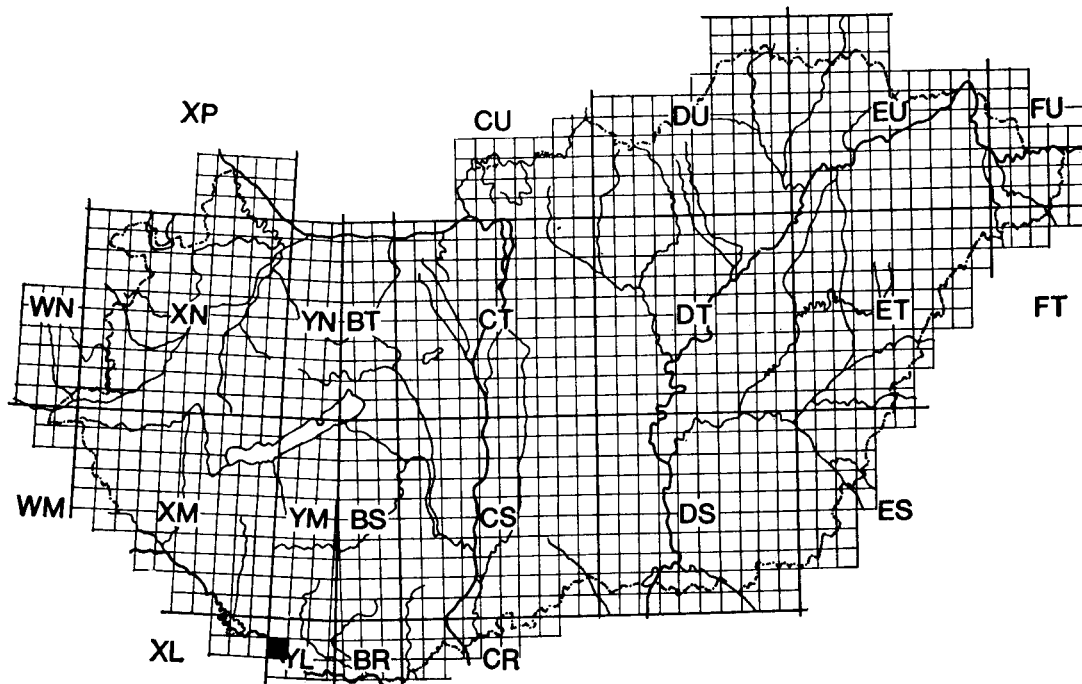 DU EU FU
XP CU
WN XN YN BT CT DT ET FT
WM XM YM BS CS DS ES
XL YL BR CR